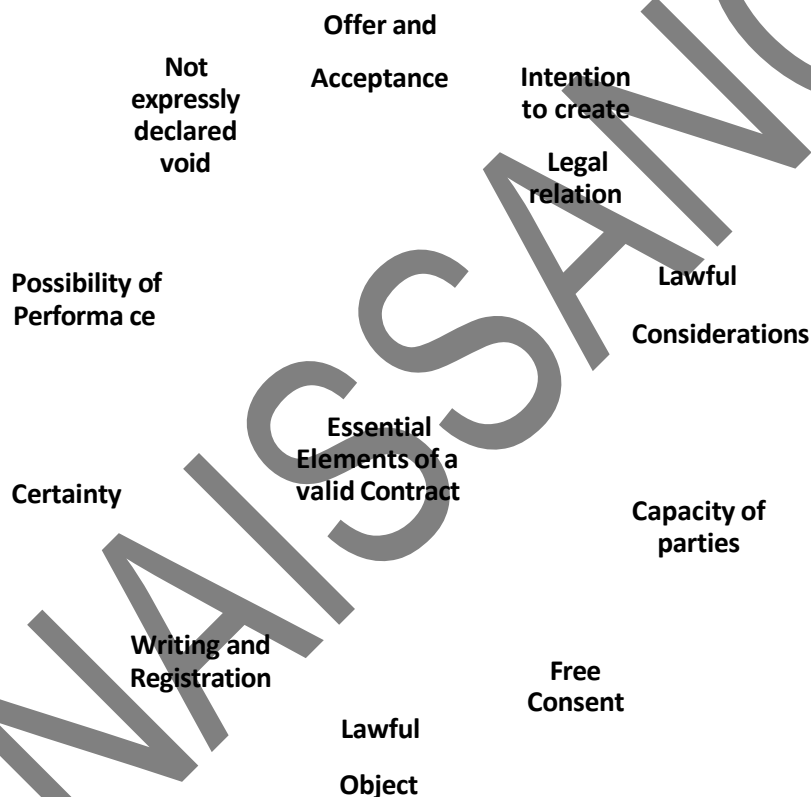 Offer and
Acceptance
Not
expressly
declared
void
Intention
to create
Legal
relation
Possibility of
Performa ce
Lawful
Considerations
Essential
Elements of a
valid Contract
Certainty
Capacity of
parties
Writing and
Registration
Free
Consent
Lawful
Object
NAISSANC